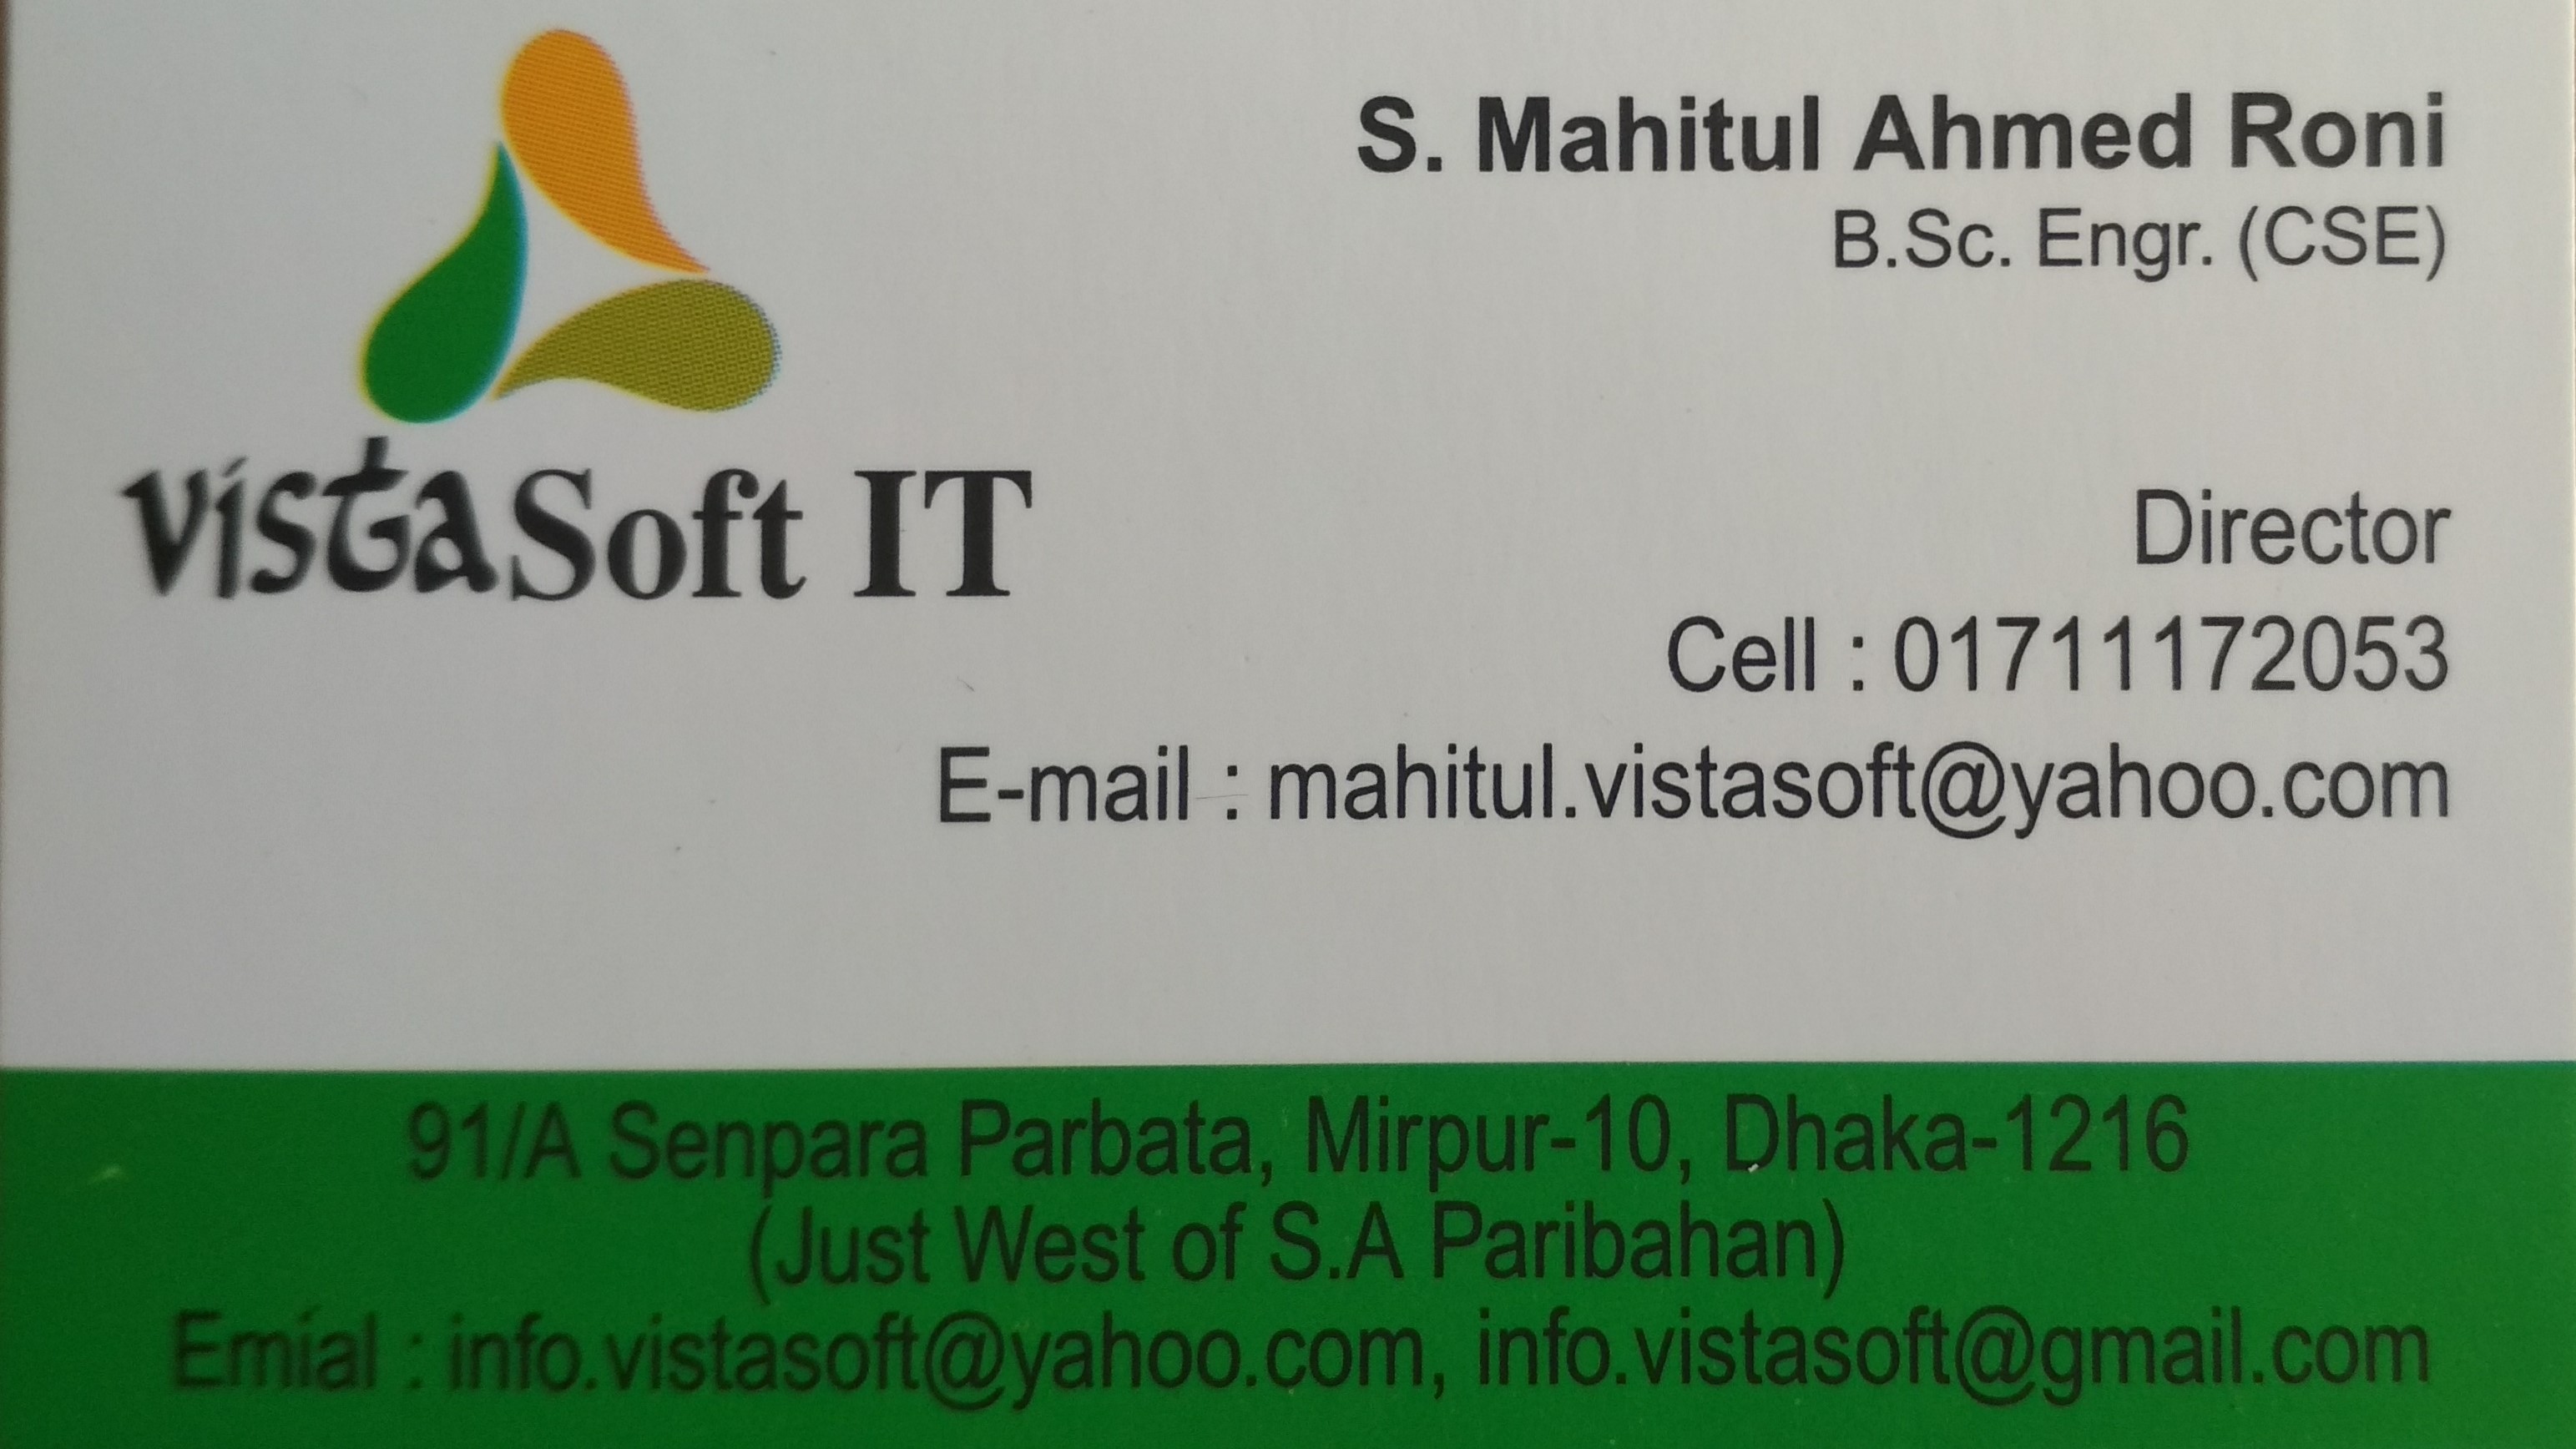 VistaSoft IT
S. Mahitul Ahmed Roni
B.Sc. Engr. (CSE)
Director
Cell : 01711172053
E-mail : mahitul.vistasoft@yahoo.com
91/A Senpara Parbata, Mirpur-10, Dhaka-1216
(Just West of S.A Paribahan)
Emial : info.vistasoft@yahoo.com, info.vistasoft@gmail.com